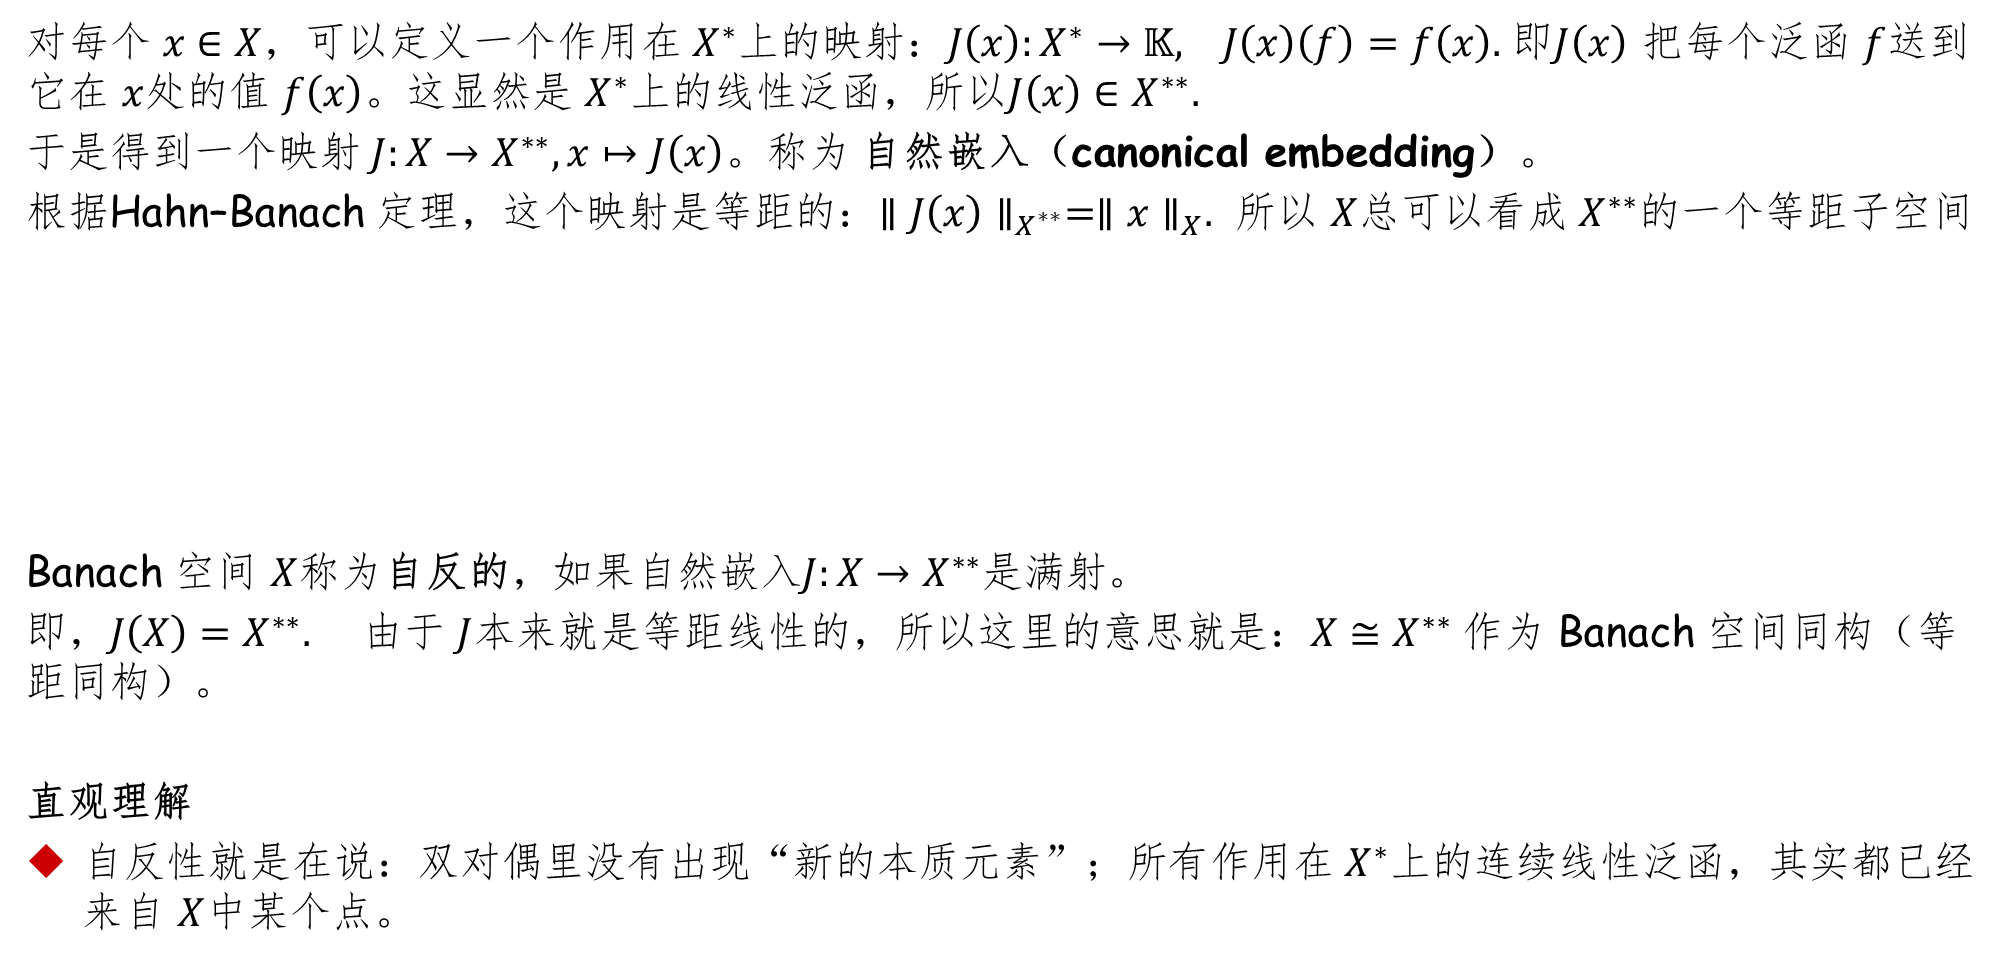 对每个 x ∈ X，可以定义一个作用在 X*上的映射：J(x): X* → 𝕂,  J(x)(f) = f(x). 即J(x) 把每个泛函 f送到
它在 x处的值 f(x)。这显然是 X*上的线性泛函，所以J(x) ∈ X**.
于是得到一个映射 J: X → X**, x ↦ J(x)。称为 自然嵌入（canonical embedding）。
根据Hahn–Banach 定理，这个映射是等距的：∥ J(x) ∥_{X**}=∥ x ∥_X. 所以 X总可以看成 X**的一个等距子空间
Banach 空间 X称为自反的，如果自然嵌入J: X → X**是满射。
即，J(X) = X**.  由于 J本来就是等距线性的，所以这里的意思就是：X ≅ X** 作为 Banach 空间同构（等
距同构）。
直观理解
◆ 自反性就是在说：双对偶里没有出现“新的本质元素”；所有作用在 X*上的连续线性泛函，其实都已经
来自 X中某个点。